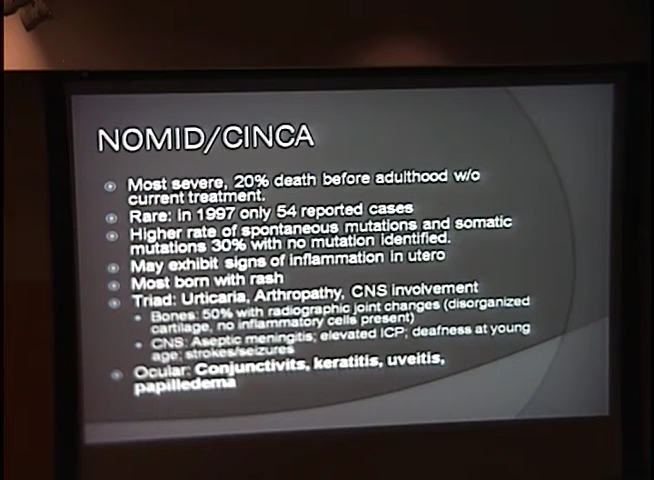 NOMID/CINCA
Most severe, 20% death before adulthood w/o
current treatment.
Rare: in 1997 only 54 reported cases
Higher rate of spontaneous mutations and somatic
mutations 30% with no mutation identified.
May exhibit signs of inflammation in utero
Most born with rash
Triad: Urticaria, Arthropathy, CNS involvement
Bones: 50% with radiographic joint changes (disorganized
cartilage, no inflammatory cells present)
CNS: Aseptic meningitis; elevated ICP; deafness at young
age; strokes/seizures
Ocular: Conjunctivits, keratitis, uveitis,
papilledema